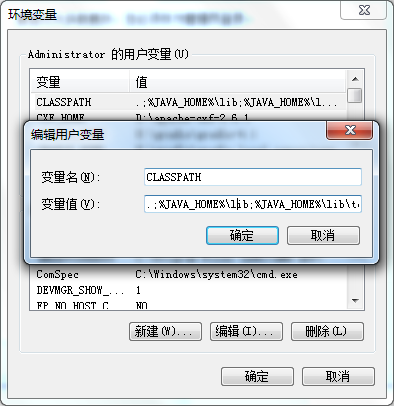 环境变量
Administrator 的用户变量(U)
变量 值
CLASSPATH .;%JAVA_HOME%\lib;%JAVA_HOME%\l...
CXF_HOME D:\apache-cxf-2.6.1
编辑用户变量
变量名(N): CLASSPATH
变量值(V): .;%JAVA_HOME%\lib;%JAVA_HOME%\lib\to
确定 取消
ComSpec C:\Windows\system32\cmd.exe
DEVMGR_SHOW_... 1
FP_NO_HOST_C... NO
新建(W)... 编辑(I)... 删除(L)
确定 取消